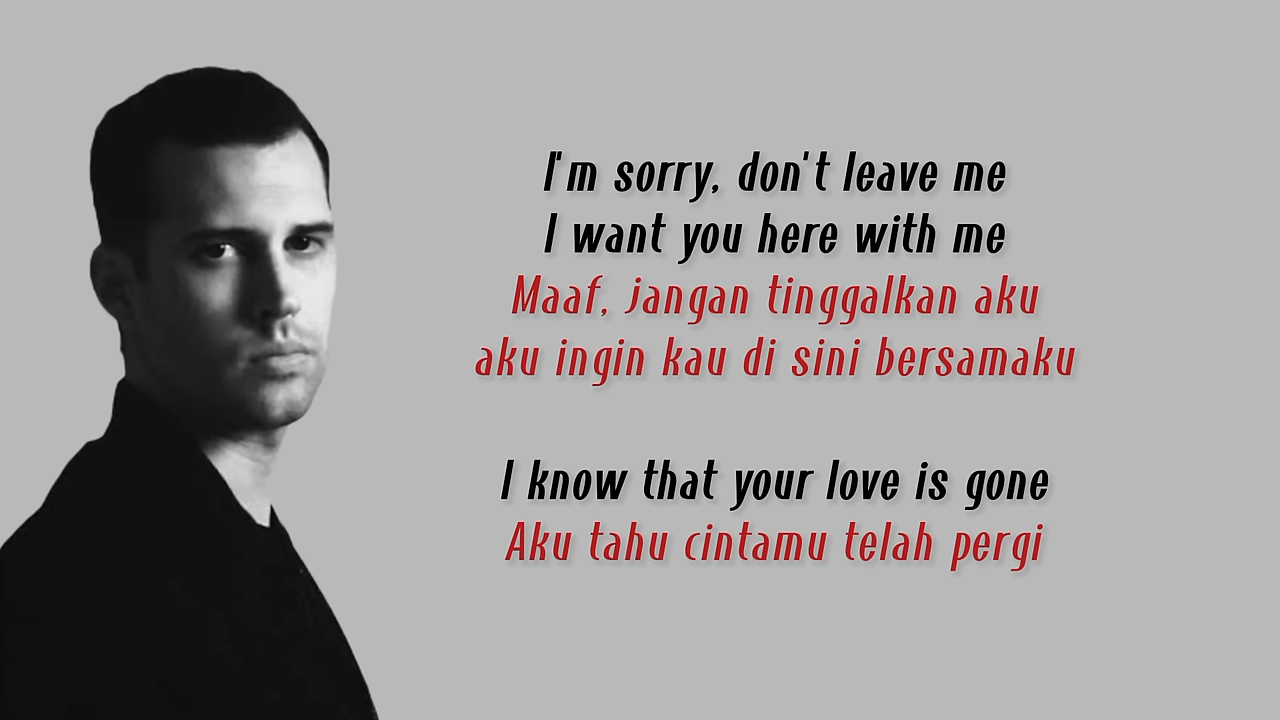 I'm sorry, don't leave me
I want you here with me
Maaf, jangan tinggalkan aku
aku ingin kau di sini bersamaku
I know that your love is gone
Aku tahu cintamu telah pergi